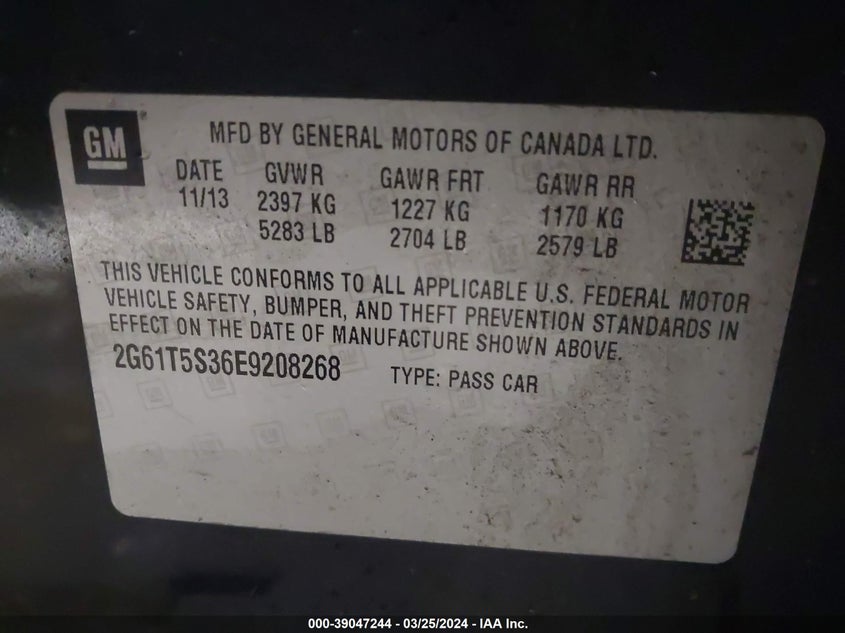 GM
MFD BY GENERAL MOTORS OF CANADA LTD.
DATE GVWR GAWR FRT GAWR RR
11/13 2397 KG 1227 KG 1170 KG
5283 LB 2704 LB 2579 LB
THIS VEHICLE CONFORMS TO ALL APPLICABLE U.S. FEDERAL MOTOR
VEHICLE SAFETY, BUMPER, AND THEFT PREVENTION STANDARDS IN
EFFECT ON THE DATE OF MANUFACTURE SHOWN ABOVE.
2G61T5S36E9208268 TYPE: PASS CAR
000-39047244 - 03/25/2024 - IAA Inc.